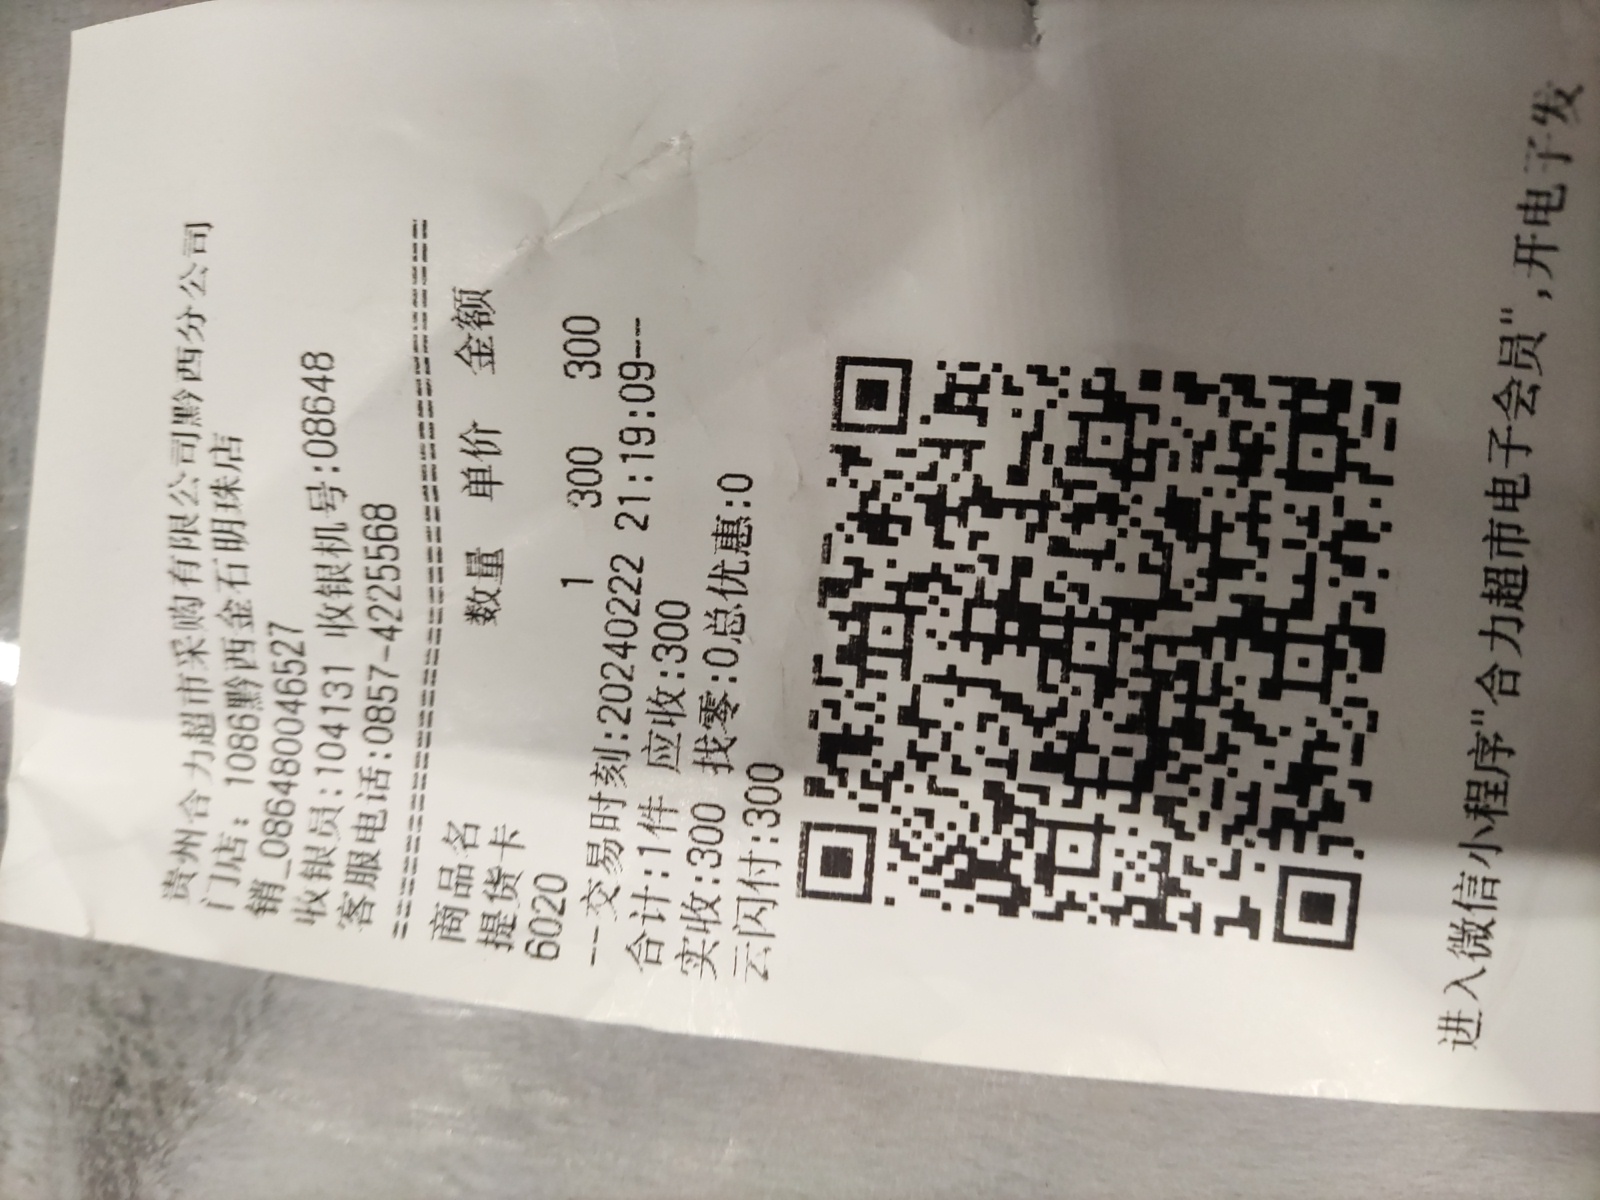 贵州合力超市采购有限公司黔西分公司
门店：1086黔西金石明珠店
销_0864800046527
收银员:104131 收银机号:08648
客服电话:0857-4225568
商品名 数量 单价 金额
提货卡
6020 1 300 300
--交易时刻:20240222 21:19:09--
合计:1件 应收:300
实收:300 找零:0总优惠:0
云闪付:300
进入微信小程序"合力超市电子会员",开电子发